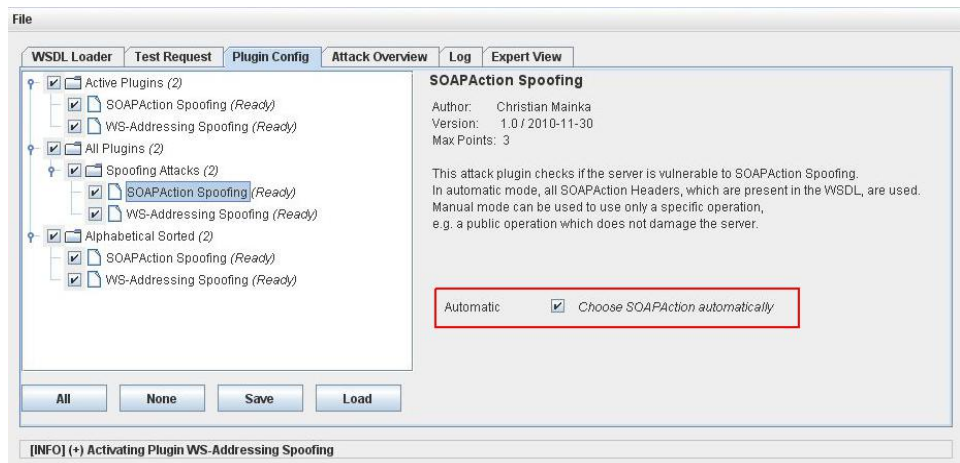 File
WSDL Loader Test Request Plugin Config Attack Overview Log Expert View
Active Plugins (2)
SOAPAction Spoofing (Ready)
WS-Addressing Spoofing (Ready)
All Plugins (2)
Spoofing Attacks (2)
SOAPAction Spoofing (Ready)
WS-Addressing Spoofing (Ready)
Alphabetical Sorted (2)
SOAPAction Spoofing (Ready)
WS-Addressing Spoofing (Ready)
All None Save Load
SOAPAction Spoofing
Author: Christian Mainka
Version: 1.0 / 2010-11-30
Max Points: 3
This attack plugin checks if the server is vulnerable to SOAPAction Spoofing.
In automatic mode, all SOAPAction Headers, which are present in the WSDL, are used.
Manual mode can be used to use only a specific operation,
e.g. a public operation which does not damage the server.
Automatic Choose SOAPAction automatically
[INFO] (+) Activating Plugin WS-Addressing Spoofing